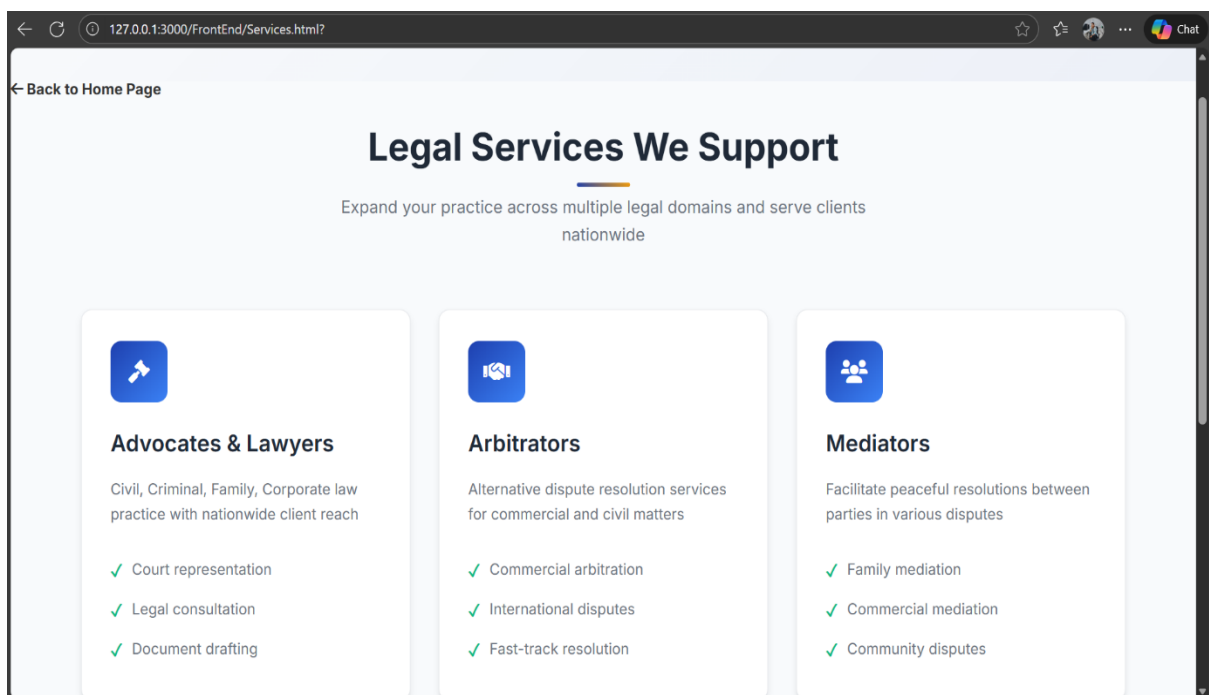 127.0.0.1:3000/FrontEnd/Services.html?
Chat
← Back to Home Page
Legal Services We Support
Expand your practice across multiple legal domains and serve clients
nationwide
Advocates & Lawyers
Civil, Criminal, Family, Corporate law
practice with nationwide client reach
✓ Court representation
✓ Legal consultation
✓ Document drafting
Arbitrators
Alternative dispute resolution services
for commercial and civil matters
✓ Commercial arbitration
✓ International disputes
✓ Fast-track resolution
Mediators
Facilitate peaceful resolutions between
parties in various disputes
✓ Family mediation
✓ Commercial mediation
✓ Community disputes